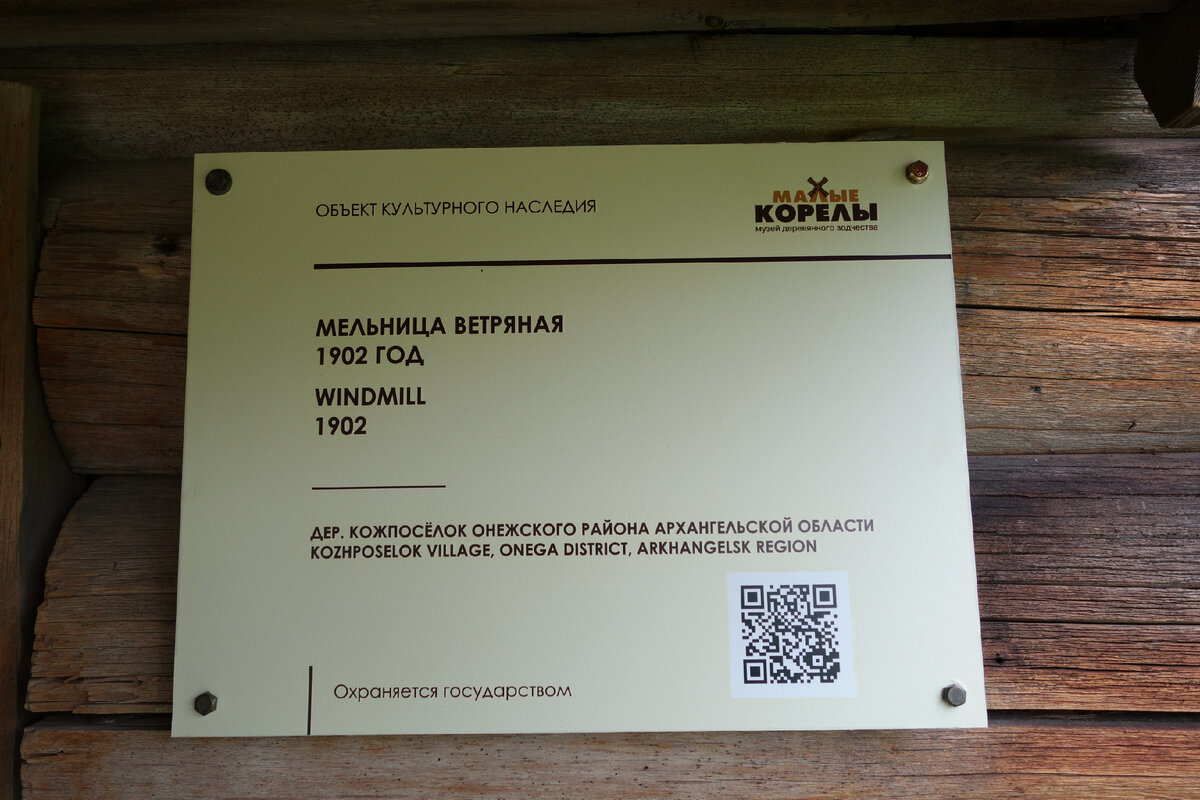 ОБЪЕКТ КУЛЬТУРНОГО НАСЛЕДИЯ
МАЛЫЕ
КОРЕЛЫ
музей деревянного зодчества
МЕЛЬНИЦА ВЕТРЯНАЯ
1902 ГОД
WINDMILL
1902
ДЕР. КОЖПОСЁЛОК ОНЕЖСКОГО РАЙОНА АРХАНГЕЛЬСКОЙ ОБЛАСТИ
KOZHPOSELOK VILLAGE, ONEGA DISTRICT, ARKHANGELSK REGION
Охраняется государством